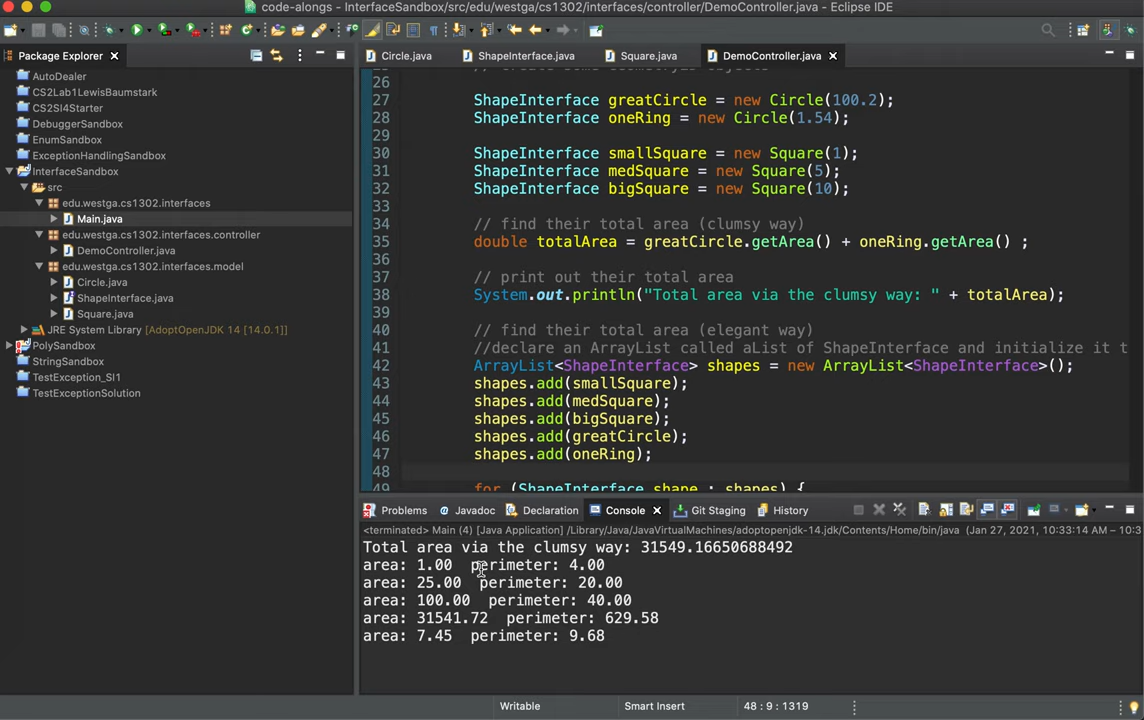 code-alongs - InterfaceSandbox/src/edu/westga/cs1302/interfaces/controller/DemoController.java - Eclipse IDE
Package Explorer
AutoDealer
CS2Lab1LewisBaumstark
CS2SI4Starter
DebuggerSandbox
EnumSandbox
ExceptionHandlingSandbox
InterfaceSandbox
src
edu.westga.cs1302.interfaces
Main.java
edu.westga.cs1302.interfaces.controller
DemoController.java
edu.westga.cs1302.interfaces.model
Circle.java
ShapeInterface.java
Square.java
JRE System Library [AdoptOpenJDK 14 [14.0.1]]
PolySandbox
StringSandbox
TestException_SI1
TestExceptionSolution
Circle.java ShapeInterface.java Square.java DemoController.java
26
27 ShapeInterface greatCircle = new Circle(100.2);
28 ShapeInterface oneRing = new Circle(1.54);
29
30 ShapeInterface smallSquare = new Square(1);
31 ShapeInterface medSquare = new Square(5);
32 ShapeInterface bigSquare = new Square(10);
33
34 // find their total area (clumsy way)
35 double totalArea = greatCircle.getArea() + oneRing.getArea() ;
36
37 // print out their total area
38 System.out.println("Total area via the clumsy way: " + totalArea);
39
40 // find their total area (elegant way)
41 //declare an ArrayList called aList of ShapeInterface and initialize it t
42 ArrayList<ShapeInterface> shapes = new ArrayList<ShapeInterface>();
43 shapes.add(smallSquare);
44 shapes.add(medSquare);
45 shapes.add(bigSquare);
46 shapes.add(greatCircle);
47 shapes.add(oneRing);
48
49 for (ShapeInterface shape : shapes) {
Problems Javadoc Declaration Console Git Staging History
<terminated> Main (4) [Java Application] /Library/Java/JavaVirtualMachines/adoptopenjdk-14.jdk/Contents/Home/bin/java (Jan 27, 2021, 10:33:14 AM – 10:3
Total area via the clumsy way: 31549.16650688492
area: 1.00 perimeter: 4.00
area: 25.00 perimeter: 20.00
area: 100.00 perimeter: 40.00
area: 31541.72 perimeter: 629.58
area: 7.45 perimeter: 9.68
Writable Smart Insert 48 : 9 : 1319